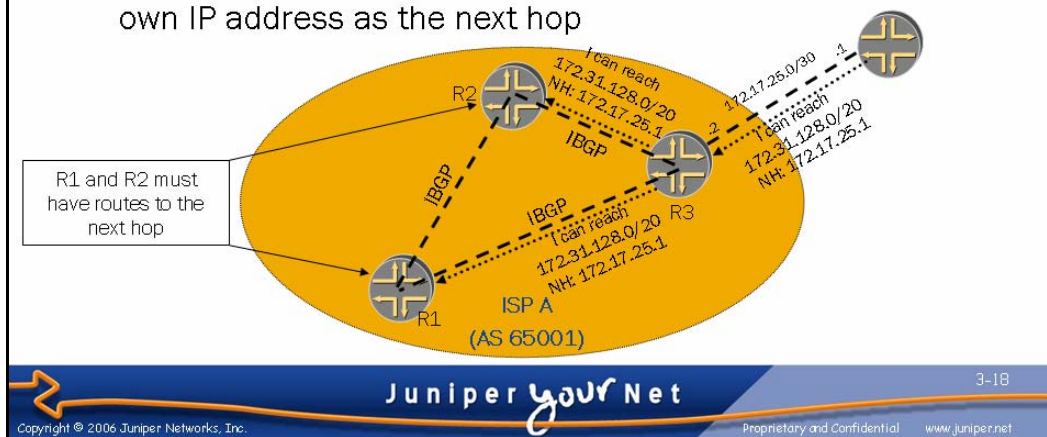 own IP address as the next hop
I can reach
172.31.128.0/20
NH: 172.17.25.1
172.17.25.0/30
.1
.2
I can reach
172.31.128.0/20
NH: 172.17.25.1
R2
IBGP
IBGP
R1 and R2 must
have routes to the
next hop
R3
IBGP
I can reach
172.31.128.0/20
NH: 172.17.25.1
R1
ISP A
(AS 65001)
Juniper your Net
3-18
Copyright © 2006 Juniper Networks, Inc.
Proprietary and Confidential
www.juniper.net